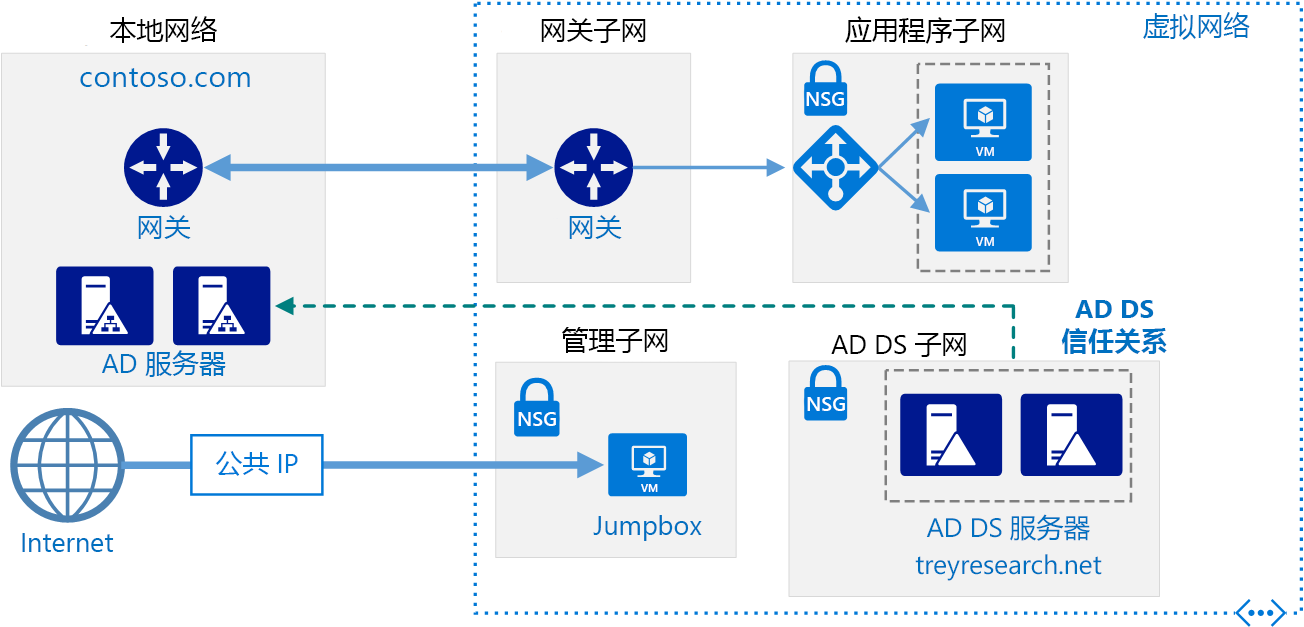 本地网络
contoso.com
网关
AD 服务器
Internet
公共 IP
虚拟网络
网关子网
网关
应用程序子网
NSG
VM
VM
管理子网
NSG
VM
Jumpbox
AD DS
信任关系
AD DS 子网
NSG
AD DS 服务器
treyresearch.net